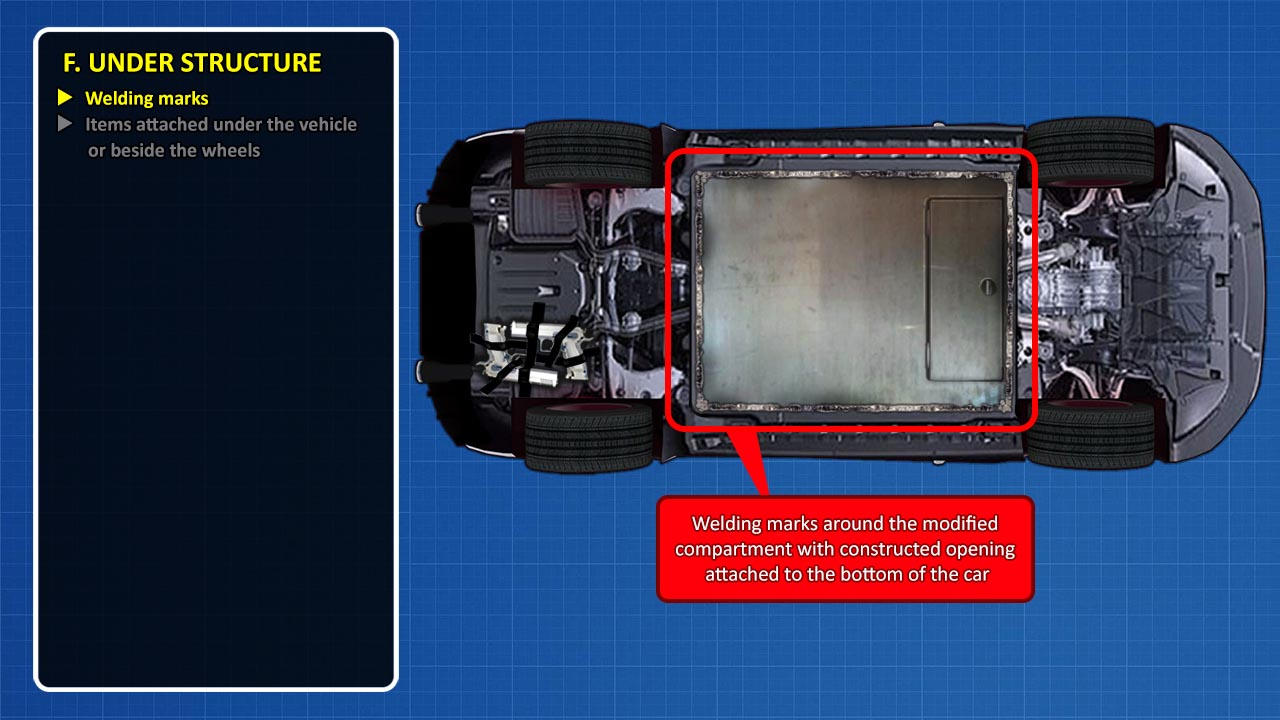 F. UNDER STRUCTURE
Welding marks
Items attached under the vehicle
or beside the wheels
Welding marks around the modified
compartment with constructed opening
attached to the bottom of the car